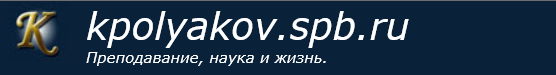 K
kpolyakov.spb.ru
Преподавание, наука и жизнь.